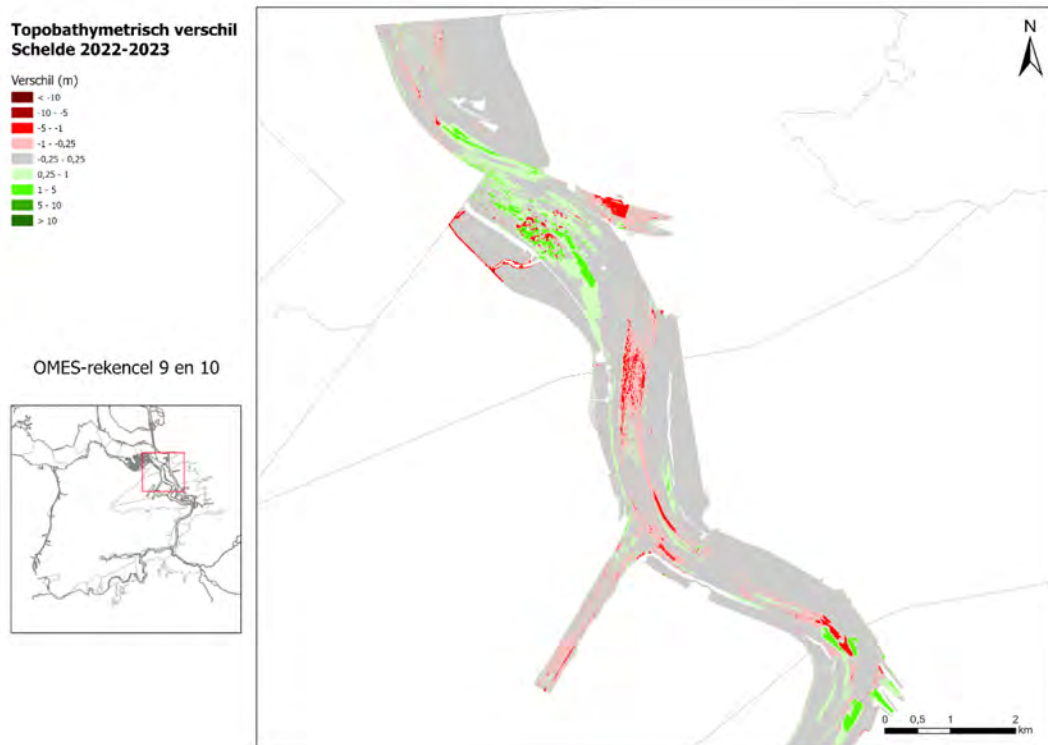 Topobathymetrisch verschil
Schelde 2022-2023
Verschil (m)
< -10
-10 - -5
-5 - -1
-1 - -0,25
-0,25 - 0,25
0,25 - 1
1 - 5
5 - 10
> 10
OMES-rekencel 9 en 10
N
0 0,5 1 2
km